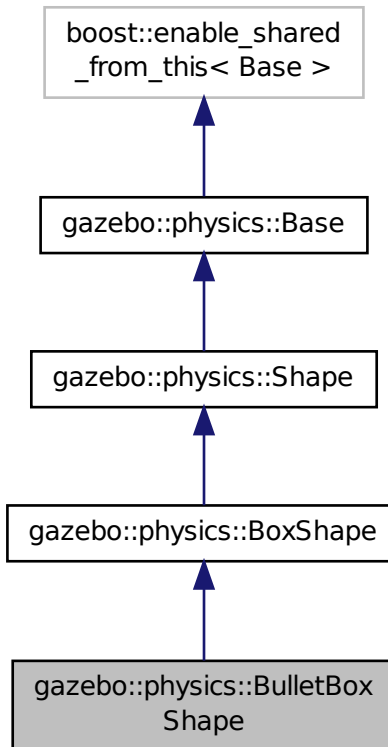 boost::enable_shared
_from_this< Base >
gazebo::physics::Base
gazebo::physics::Shape
gazebo::physics::BoxShape
gazebo::physics::BulletBox
Shape